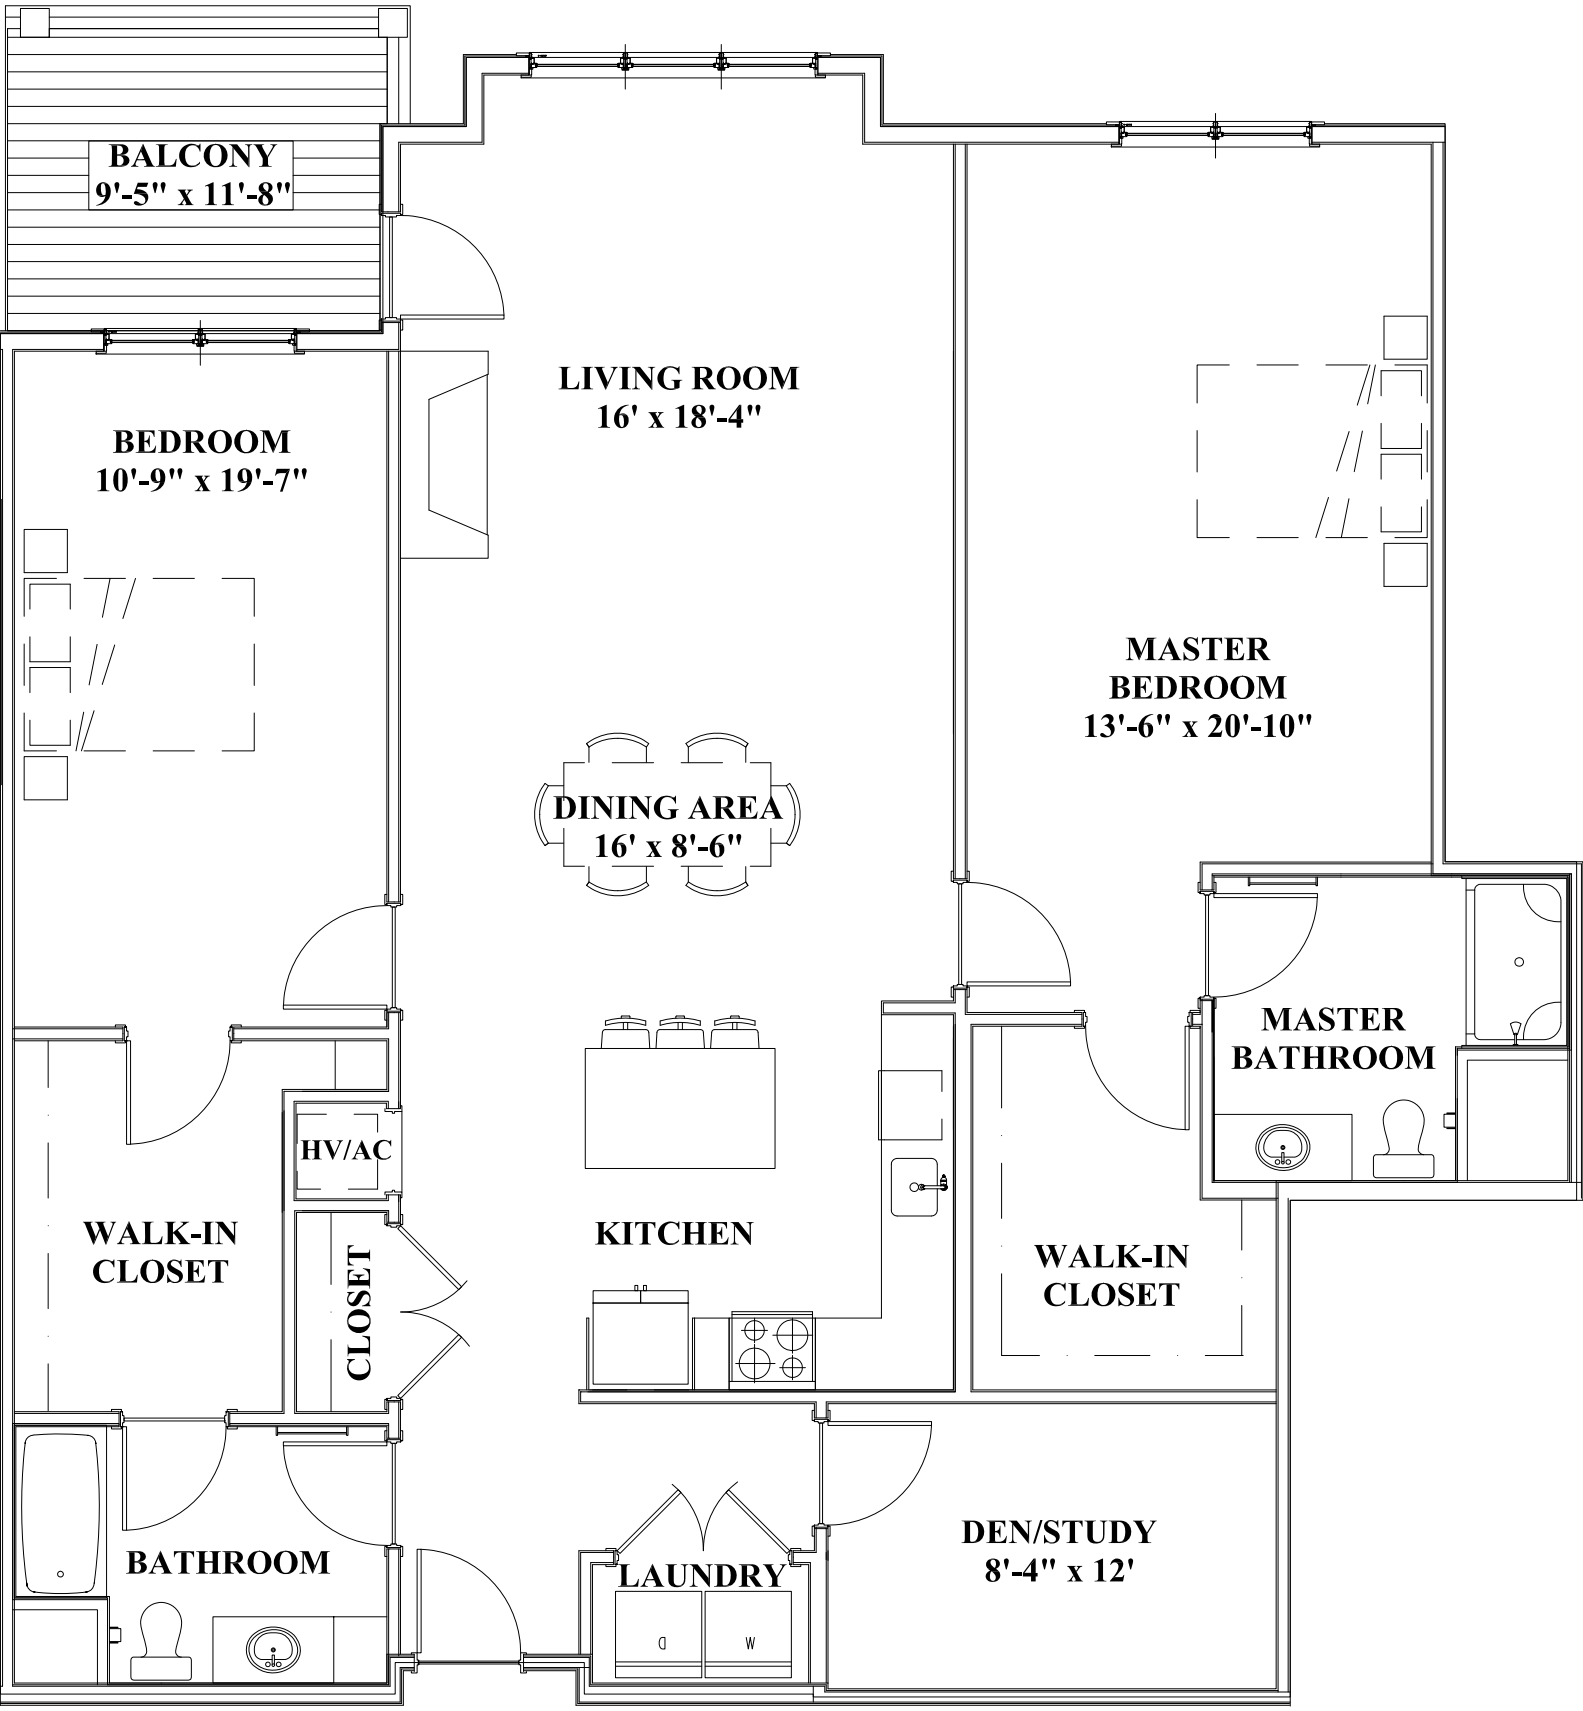 BALCONY
9'-5" x 11'-8"
LIVING ROOM
16' x 18'-4"
BEDROOM
10'-9" x 19'-7"
MASTER
BEDROOM
13'-6" x 20'-10"
DINING AREA
16' x 8'-6"
MASTER
BATHROOM
HV/AC
WALK-IN
CLOSET
CLOSET
KITCHEN
WALK-IN
CLOSET
BATHROOM
LAUNDRY
D
W
DEN/STUDY
8'-4" x 12'